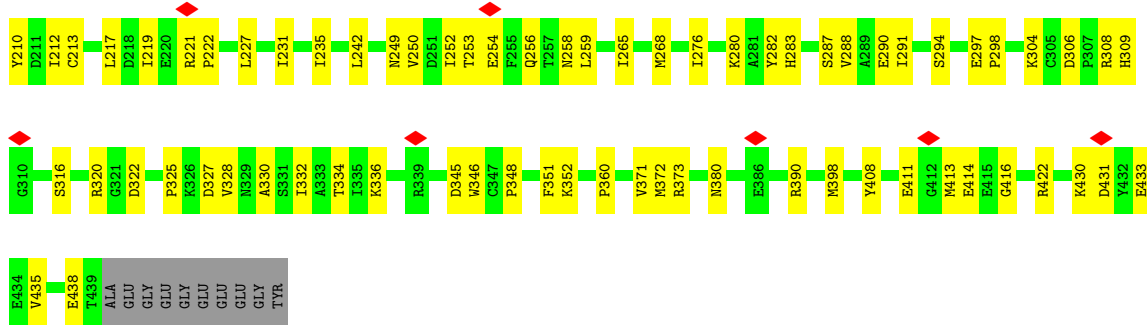 Y210 D211 I212 C213 L217 D218 I219 E220 R221 P222 L227 I231 I235 L242 N249 V250 D251 I252 T253 E254 F255 Q256 T257 N258 L259 I265 M268 I276 K280 A281 Y282 H283 S287 V288 A289 E290 I291 S294 E297 P298 K304 C305 D306 P307 R308 H309
G310 S316 R320 G321 D322 P325 K326 D327 V328 N329 A330 S331 I332 A333 T334 I335 K336 R339 D345 W346 C347 P348 F351 K352 P360 V371 M372 R373 N380 E386 R390 M398 Y408 E411 G412 M413 E414 E415 G416 R422 K430 D431 Y432 E433
E434 V435 E438 T439 ALA GLU GLY GLU GLY GLU GLU GLU GLY TYR